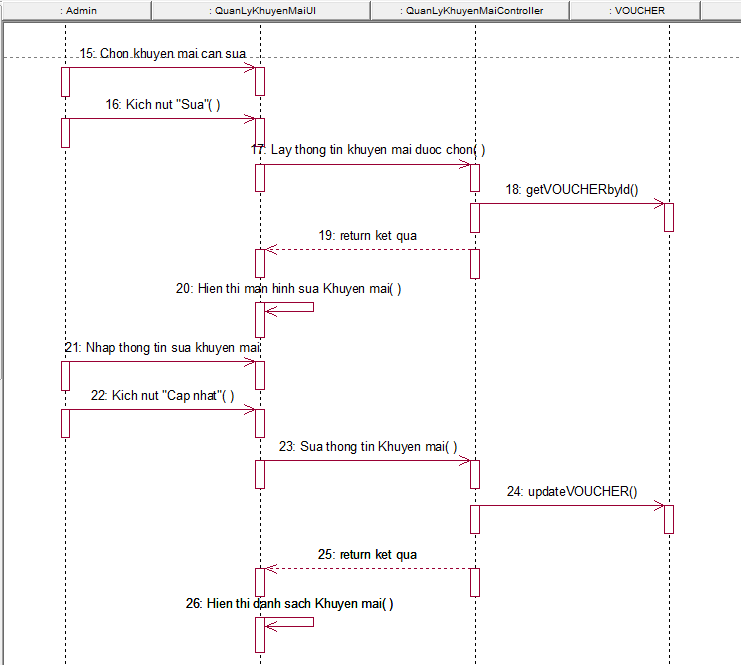 : Admin
: QuanLyKhuyenMaiUI
: QuanLyKhuyenMaiController
: VOUCHER
15: Chon khuyen mai can sua
16: Kich nut "Sua"( )
17: Lay thong tin khuyen mai duoc chon( )
18: getVOUCHERbyId()
19: return ket qua
20: Hien thi man hinh sua Khuyen mai( )
21: Nhap thong tin sua khuyen mai
22: Kich nut "Cap nhat"( )
23: Sua thong tin Khuyen mai( )
24: updateVOUCHER()
25: return ket qua
26: Hien thi danh sach Khuyen mai( )